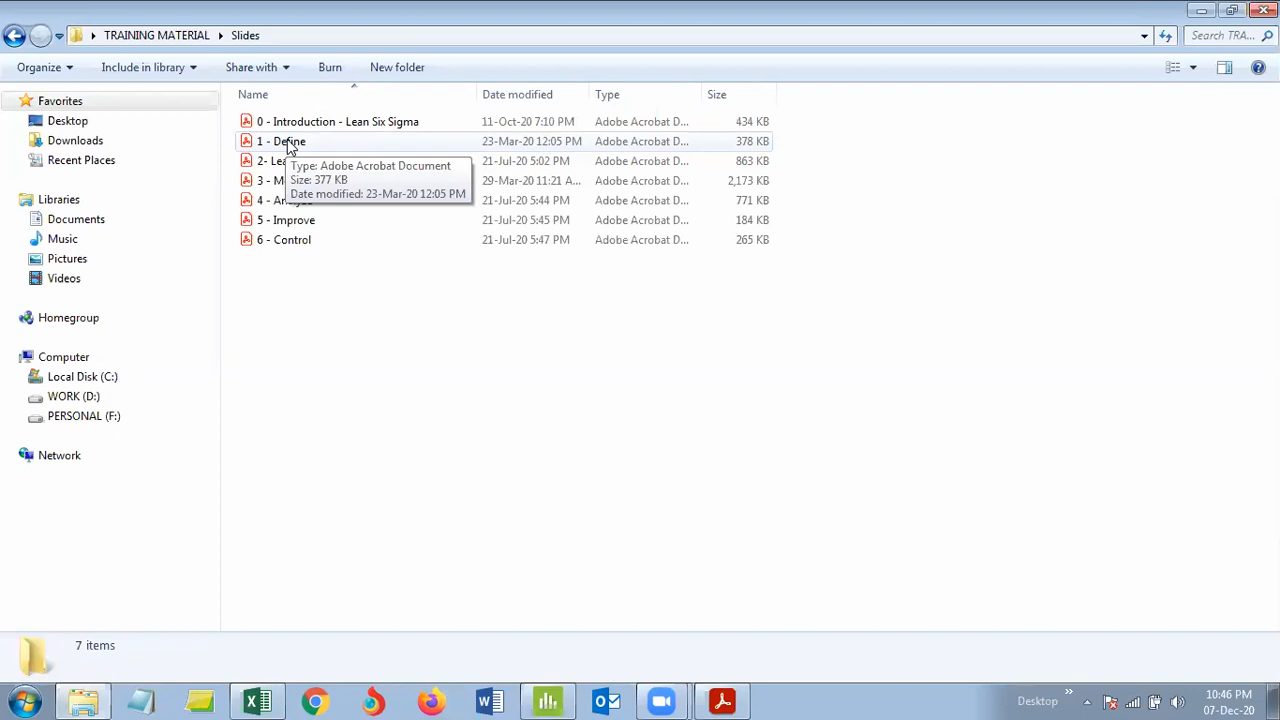 TRAINING MATERIAL Slides Search TRA...
Organize Include in library Share with Burn New folder
Favorites
Desktop
Downloads
Recent Places
Libraries
Documents
Music
Pictures
Videos
Homegroup
Computer
Local Disk (C:)
WORK (D:)
PERSONAL (F:)
Network
Name Date modified Type Size
0 - Introduction - Lean Six Sigma 11-Oct-20 7:10 PM Adobe Acrobat D... 434 KB
1 - Define 23-Mar-20 12:05 PM Adobe Acrobat D... 378 KB
2- 21-Jul-20 5:02 PM Adobe Acrobat D... 863 KB
3 - 29-Mar-20 11:21 A... Adobe Acrobat D... 2,173 KB
4 - 21-Jul-20 5:44 PM Adobe Acrobat D... 771 KB
5 - Improve 21-Jul-20 5:45 PM Adobe Acrobat D... 184 KB
6 - Control 21-Jul-20 5:47 PM Adobe Acrobat D... 265 KB
Type: Adobe Acrobat Document
Size: 377 KB
Date modified: 23-Mar-20 12:05 PM
7 items
Desktop
10:46 PM
07-Dec-20